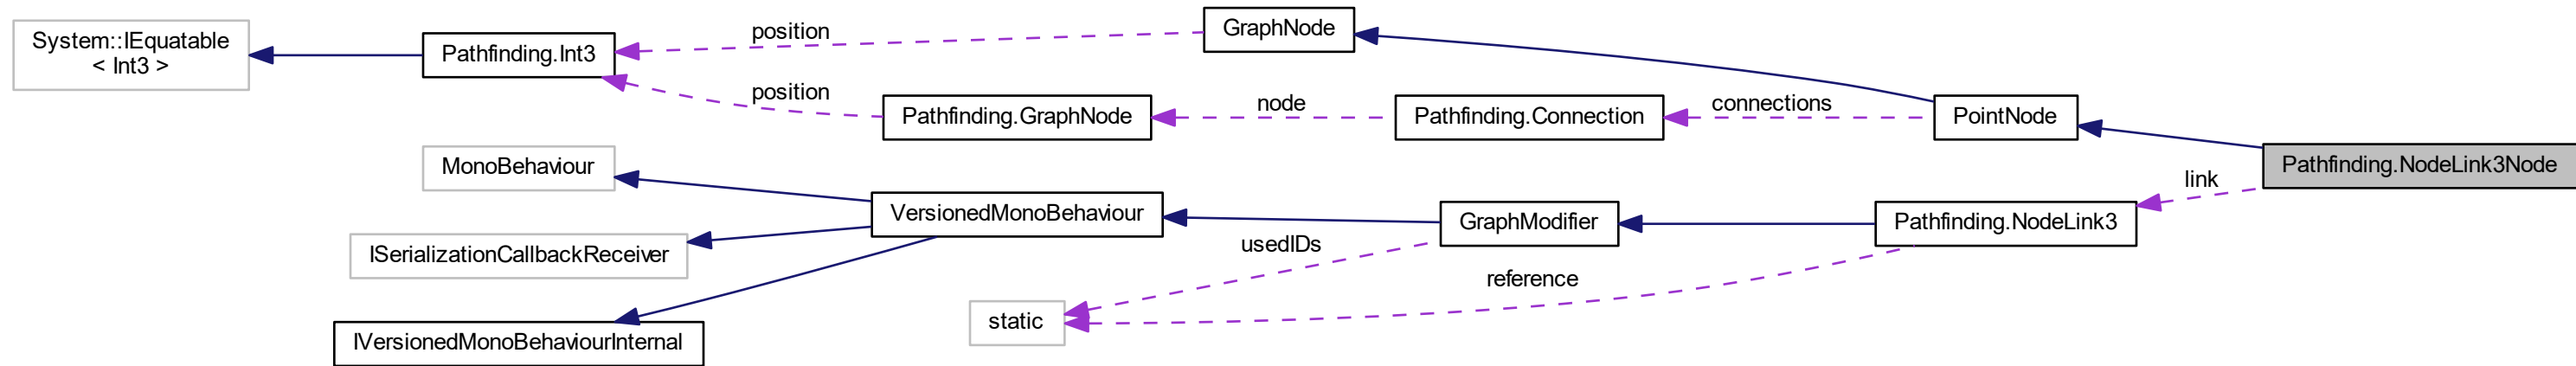 System::IEquatable
< Int3 >
Pathfinding.Int3
position
GraphNode
position
Pathfinding.GraphNode
node
Pathfinding.Connection
connections
PointNode
Pathfinding.NodeLink3Node
link
MonoBehaviour
VersionedMonoBehaviour
GraphModifier
Pathfinding.NodeLink3
ISerializationCallbackReceiver
usedIDs
reference
static
IVersionedMonoBehaviourInternal